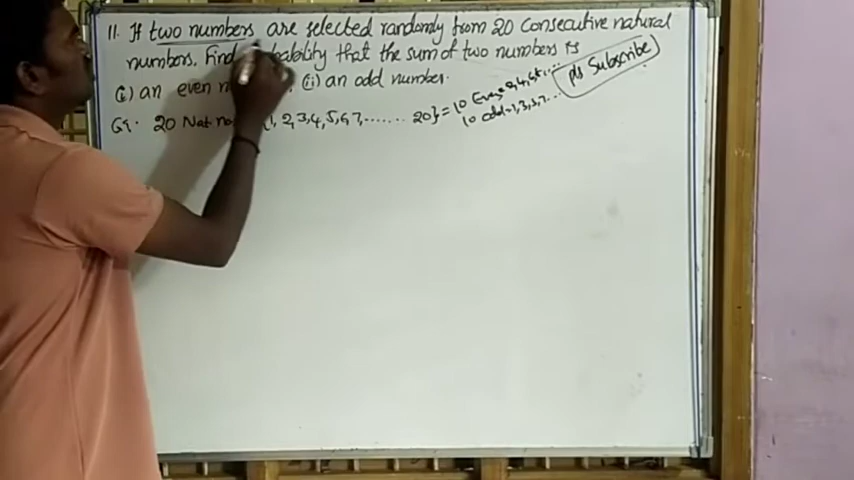 11. If two numbers are selected randomly from 20 Consecutive natural
numbers. Find probability that the sum of two numbers is
(i) an even (ii) an odd number.
Gi. 20 Nat 1, 2, 3, 4, 5, 6, 7, ....... 20} = 10 Even = 2, 4, 6, ....
10 odd - 1, 3, 5, 7...
pls Subscribe